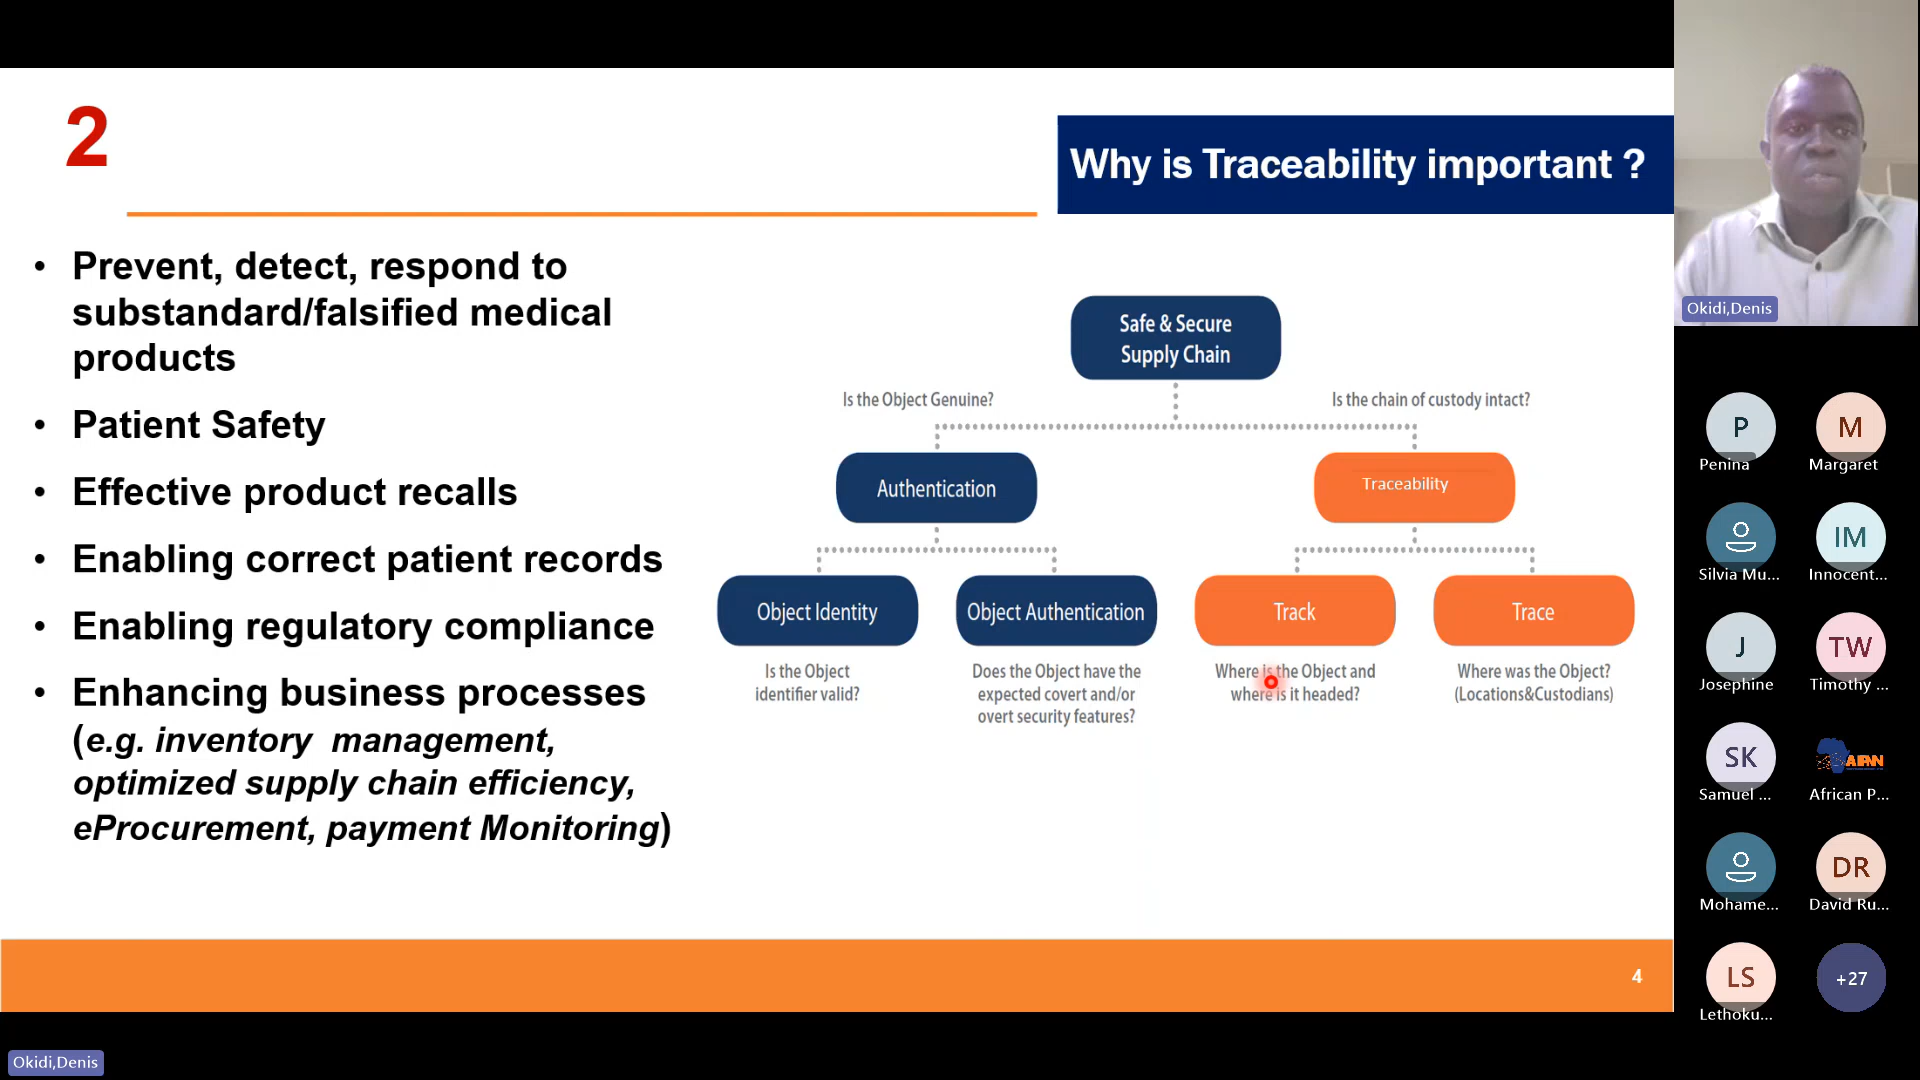 2
Why is Traceability important ?
• Prevent, detect, respond to
substandard/falsified medical
products
• Patient Safety
• Effective product recalls
• Enabling correct patient records
• Enabling regulatory compliance
• Enhancing business processes
(e.g. inventory management,
optimized supply chain efficiency,
eProcurement, payment Monitoring)
Safe & Secure
Supply Chain
Is the Object Genuine?
Is the chain of custody intact?
Authentication
Traceability
Object Identity
Object Authentication
Track
Trace
Is the Object
identifier valid?
Does the Object have the
expected covert and/or
overt security features?
Where is the Object and
where is it headed?
Where was the Object?
(Locations&Custodians)
4
Okidi,Denis
P
Penina
M
Margaret
Silvia Mu...
IM
Innocent...
J
Josephine
TW
Timothy ...
SK
Samuel ...
African P...
Mohame...
DR
David Ru...
LS
Lethoku...
+27
Okidi,Denis